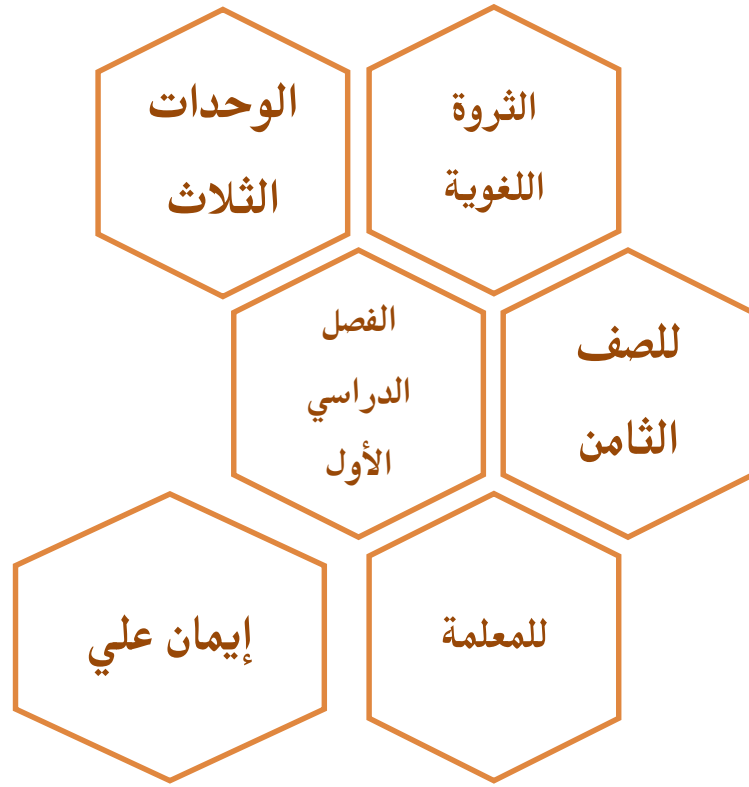 الثروة
اللغوية
الوحدات
الثلاث
للصف
الثامن
الفصل
الدراسي
الأول
للمعلمة
إيمان علي